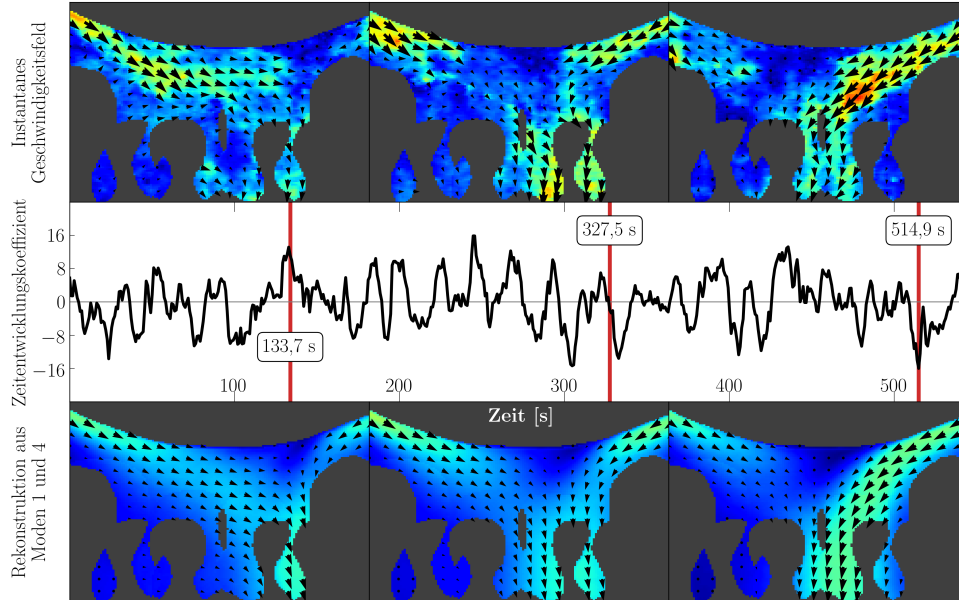 Instantanes
Geschwindigkeitsfeld
Zeitentwicklungskoeffizient
16
8
0
−8
−16
133,7 s
327,5 s
514,9 s
100
200
300
400
500
Zeit [s]
Rekonstruktion aus
Moden 1 und 4